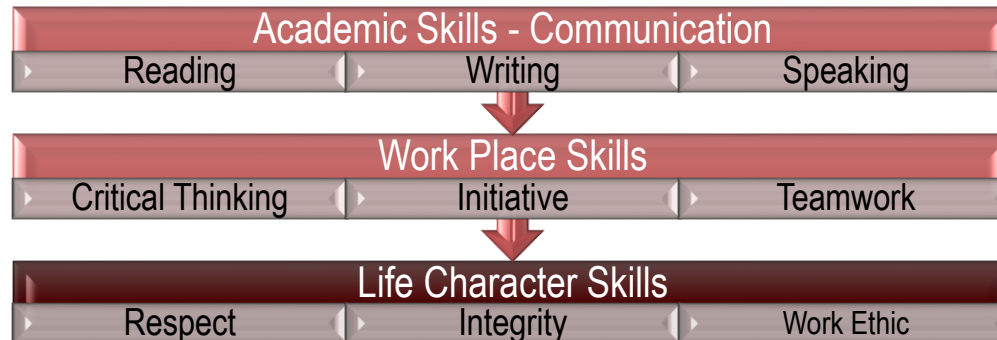 Academic Skills - Communication
Reading Writing Speaking
Work Place Skills
Critical Thinking Initiative Teamwork
Life Character Skills
Respect Integrity Work Ethic